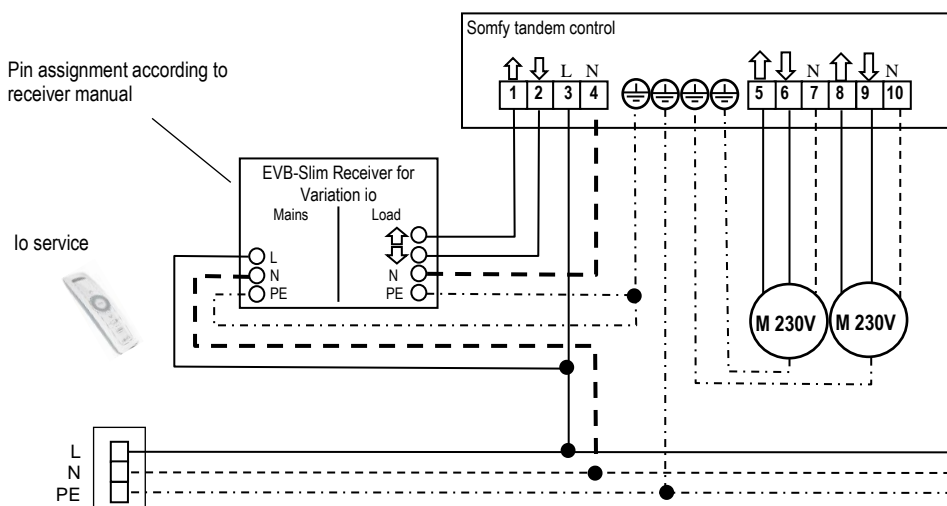 Somfy tandem control
L N N N
1 2 3 4 5 6 7 8 9 10
Pin assignment according to
receiver manual
EVB-Slim Receiver for
Variation io
Mains Load
L
N N
PE PE
Io service
M 230V M 230V
L
N
PE